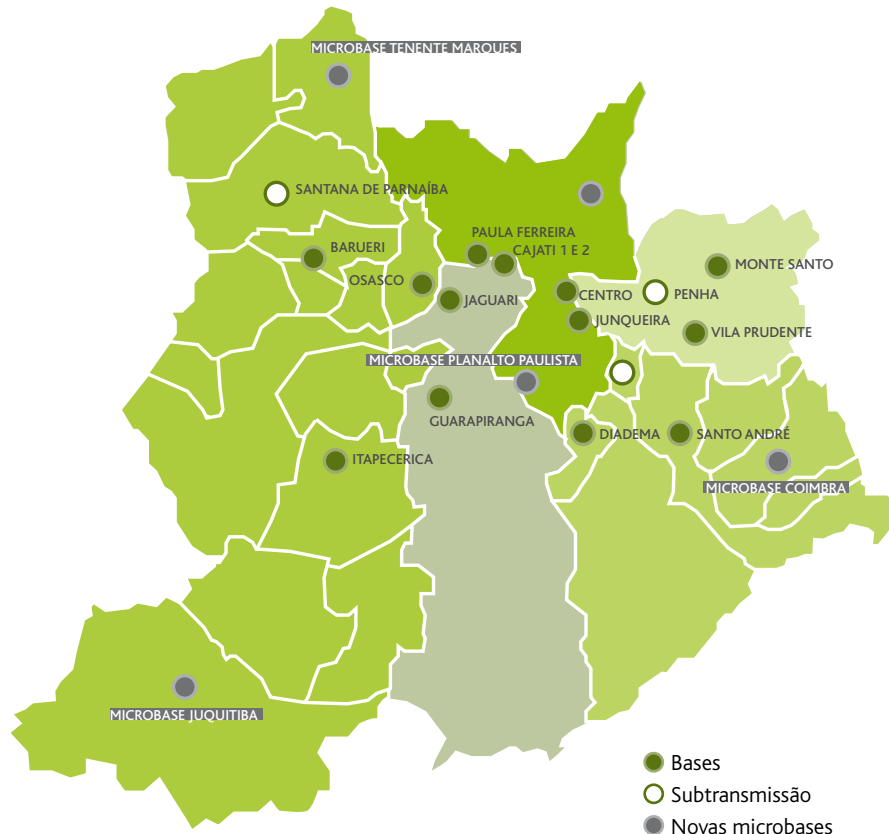 MICROBASE TENENTE MARQUES
SANTANA DE PARNAÍBA
PAULA FERREIRA
CAJATI 1 E 2
BARUERI
MONTE SANTO
OSASCO
CENTRO
PENHA
JAGUARI
JUNQUEIRA
VILA PRUDENTE
MICROBASE PLANALTO PAULISTA
GUARAPIRANGA
DIADEMA
SANTO ANDRÉ
ITAPECERICA
MICROBASE COIMBRA
MICROBASE JUQUITIBA
Bases
Subtransmissão
Novas microbases